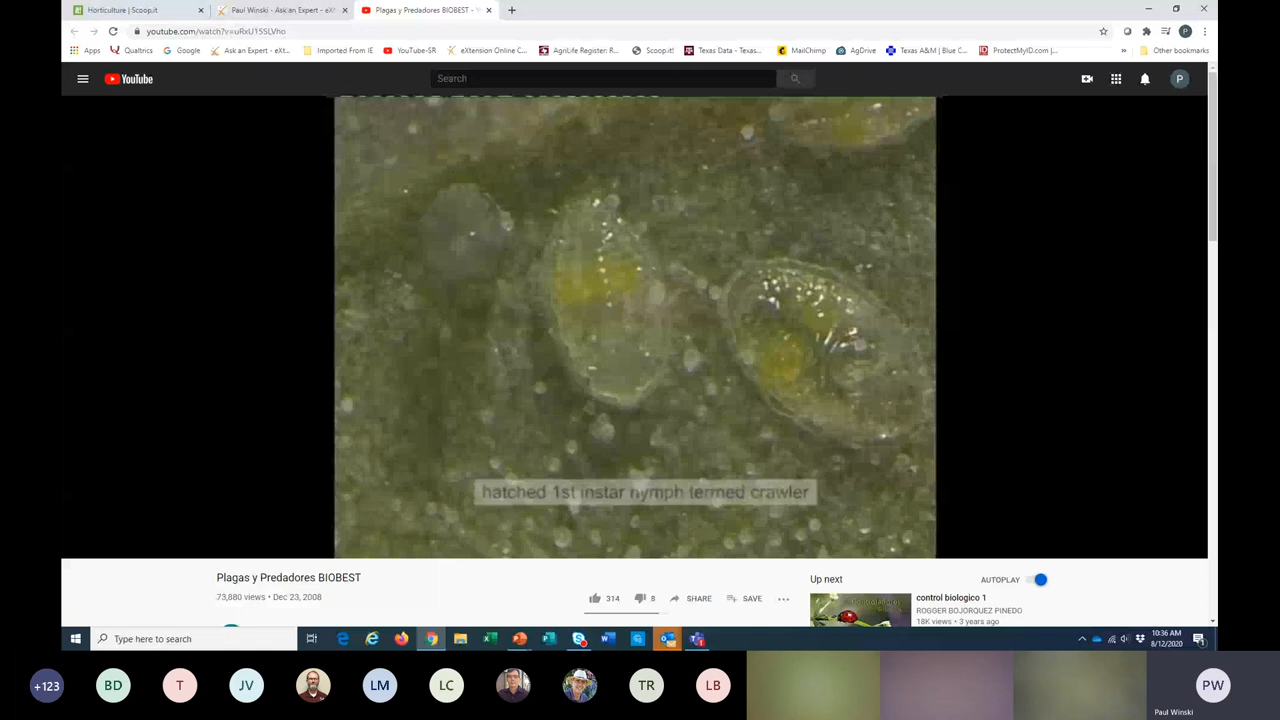 Horticulture | Scoop.it
Paul Winski - Ask an Expert - eXt
Plagas y Predadores BIOBEST - Y
youtube.com/watch?v=uRxU15SLVho
Apps
Qualtrics
Google
Ask an Expert - eXt...
Imported From IE
YouTube-SR
eXtension Online C...
AgriLife Register: R...
Scoop.it!
Texas Data - Texas...
MailChimp
AgDrive
Texas A&M | Blue C...
ProtectMyID.com |...
Other bookmarks
YouTube
Search
P
hatched 1st instar nymph termed crawler
Plagas y Predadores BIOBEST
73,880 views • Dec 23, 2008
314
8
SHARE
SAVE
Up next
AUTOPLAY
control biologico 1
ROGGER BOJORQUEZ PINEDO
18K views • 3 years ago
Type here to search
10:36 AM
8/12/2020
+123
BD
T
JV
LM
LC
TR
LB
PW
Paul Winski